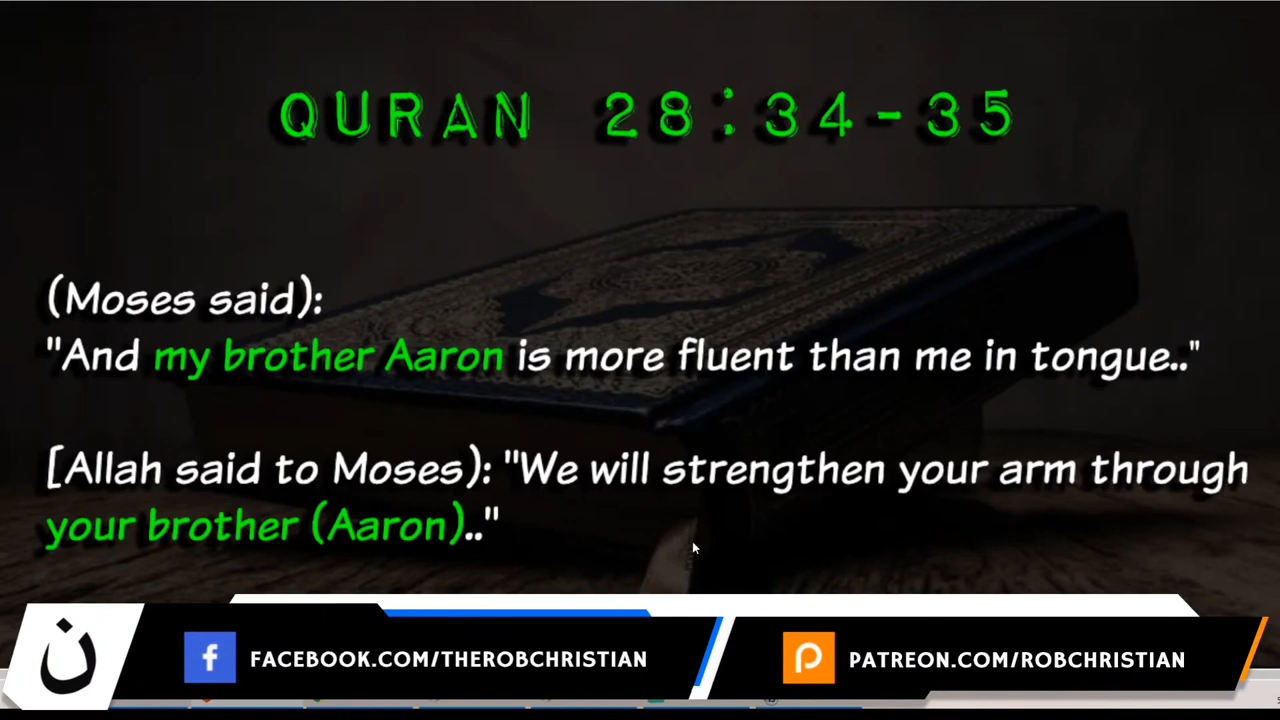 QURAN 28:34-35
(Moses said):
"And my brother Aaron is more fluent than me in tongue.."
[Allah said to Moses): "We will strengthen your arm through
your brother (Aaron).."
ن
FACEBOOK.COM/THEROBCHRISTIAN
PATREON.COM/ROBCHRISTIAN